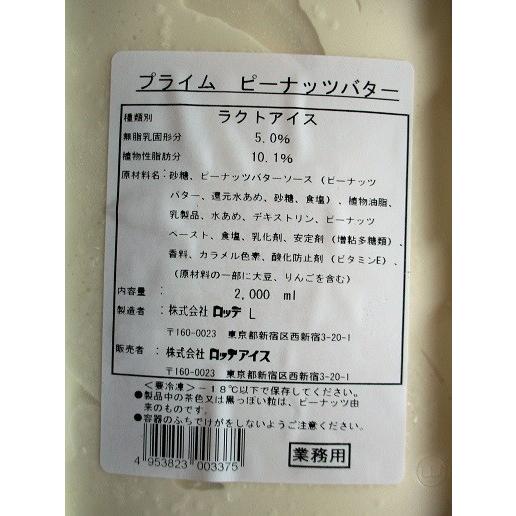 プライム ピーナッツバター
種類別 ラクトアイス
無脂乳固形分 5.0%
植物性脂肪分 10.1%
原材料名：砂糖、ピーナッツバターソース（ピーナッツ
バター、還元水あめ、砂糖、食塩）、植物油脂、
乳製品、水あめ、デキストリン、ピーナッツ
ペースト、食塩、乳化剤、安定剤（増粘多糖類）、
香料、カラメル色素、酸化防止剤（ビタミンE）、
（原材料の一部に大豆、りんごを含む）
内容量：2,000 ml
製造者：株式会社 ロッテ L
〒160-0023 東京都新宿区西新宿3-20-1
販売者：株式会社 ロッテアイス
〒160-0023 東京都新宿区西新宿3-20-1
＜要冷凍＞-18℃以下で保存してください。
●製品中の茶色又は黒っぽい粒は、ピーナッツ由
来のものです。
●容器のふちでけがをしないようご注意ください。
4 953823 003375
業務用